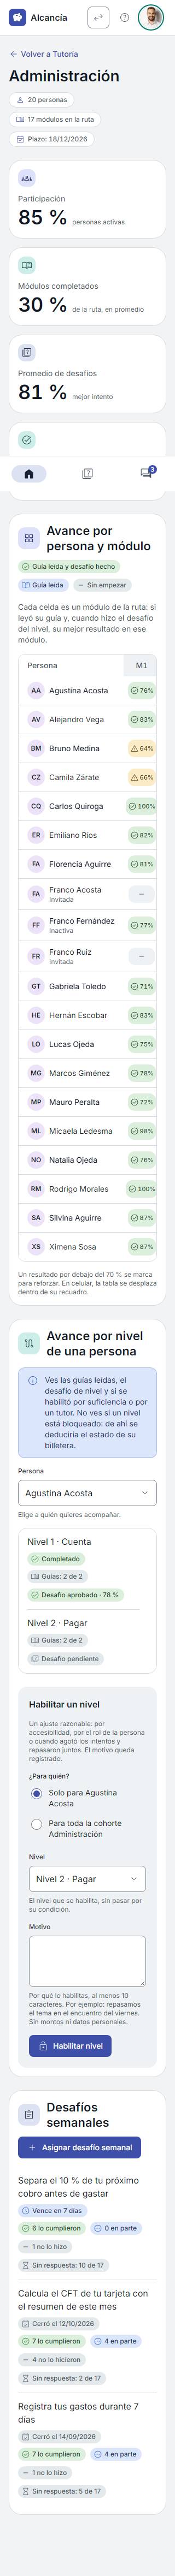 Alcancía
Volver a Tutoría
Administración
20 personas
17 módulos en la ruta
Plazo: 18/12/2026
Participación
85 % personas activas
Módulos completados
30 % de la ruta, en promedio
Promedio de desafíos
81 % mejor intento
3
Avance por
persona y módulo
Guía leída y desafío hecho
Guía leída
Sin empezar
Cada celda es un módulo de la ruta: si
leyó su guía y, cuando hizo el desafío
del nivel, su mejor resultado en ese
módulo.
Persona M1
AA Agustina Acosta 76%
AV Alejandro Vega 83%
BM Bruno Medina 64%
CZ Camila Zárate 66%
CQ Carlos Quiroga 100%
ER Emiliano Ríos 82%
FA Florencia Aguirre 81%
FA Franco Acosta –
Invitada
FF Franco Fernández 77%
Inactiva
FR Franco Ruiz –
Invitada
GT Gabriela Toledo 71%
HE Hernán Escobar 83%
LO Lucas Ojeda 75%
MG Marcos Giménez 78%
MP Mauro Peralta 72%
ML Micaela Ledesma 98%
NO Natalia Ojeda 76%
RM Rodrigo Morales 100%
SA Silvina Aguirre 87%
XS Ximena Sosa 87%
Un resultado por debajo del 70 % se marca
para reforzar. En celular, la tabla se desplaza
dentro de su recuadro.
Avance por nivel
de una persona
Ves las guías leídas, el
desafío de nivel y si se
habilitó por suficiencia o por
un tutor. No ves si un nivel
está bloqueado: de ahí se
deduciría el estado de su
billetera.
Persona
Agustina Acosta
Elige a quién quieres acompañar.
Nivel 1 · Cuenta
Completado
Guías: 2 de 2
Desafío aprobado · 78 %
Nivel 2 · Pagar
Guías: 2 de 2
Desafío pendiente
Habilitar un nivel
Un ajuste razonable: por
accesibilidad, por el rol de la persona
o cuando agotó los intentos y
repasaron juntos. El motivo queda
registrado.
¿Para quién?
Solo para Agustina
Acosta
Para toda la cohorte
Administración
Nivel
Nivel 2 · Pagar
El nivel que se habilita, sin pasar por
su condición.
Motivo
Por qué lo habilitas, al menos 10
caracteres. Por ejemplo: repasamos
el tema en el encuentro del viernes.
Sin montos ni datos personales.
Habilitar nivel
Desafíos
semanales
Asignar desafío semanal
Separa el 10 % de tu próximo
cobro antes de gastar
Vence en 7 días
6 lo cumplieron
0 en parte
1 no lo hizo
Sin respuesta: 10 de 17
Calcula el CFT de tu tarjeta con
el resumen de este mes
Cerró el 12/10/2026
7 lo cumplieron
4 en parte
4 no lo hicieron
Sin respuesta: 2 de 17
Registra tus gastos durante 7
días
Cerró el 14/09/2026
7 lo cumplieron
4 en parte
1 no lo hizo
Sin respuesta: 5 de 17